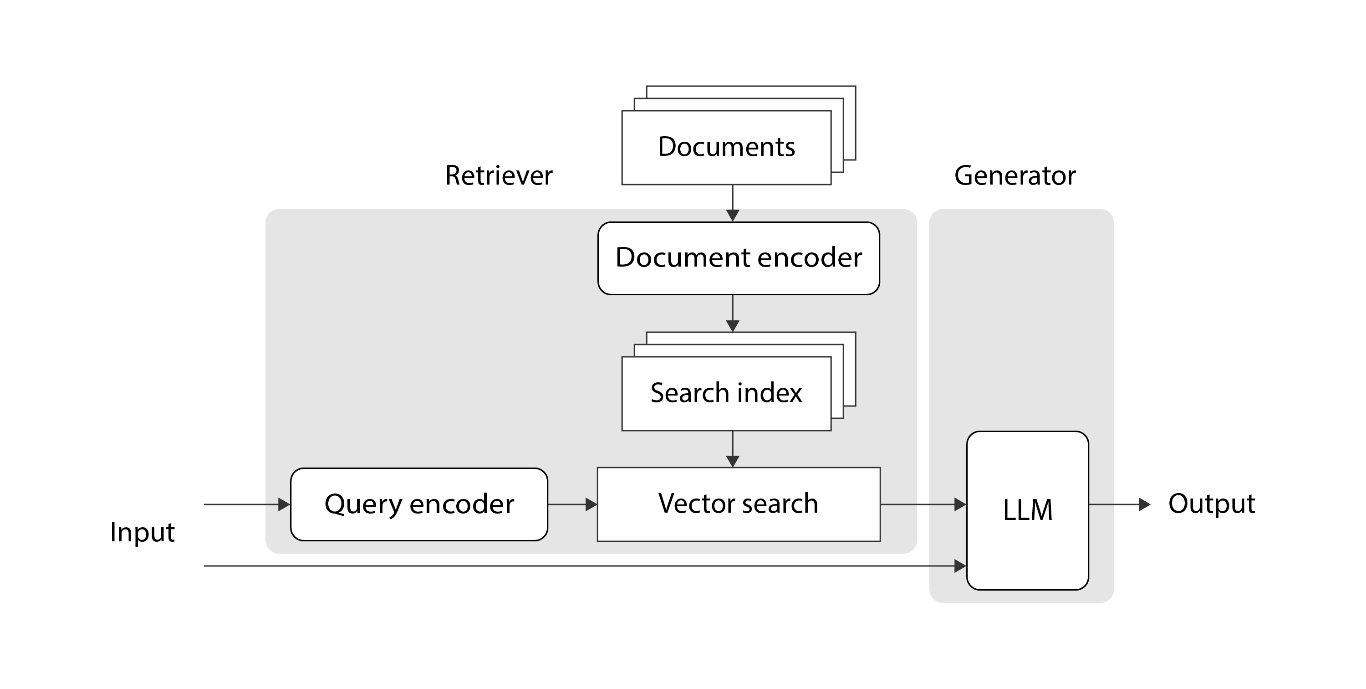 Documents
Retriever
Generator
Document encoder
Search index
Query encoder
Vector search
LLM
Output
Input